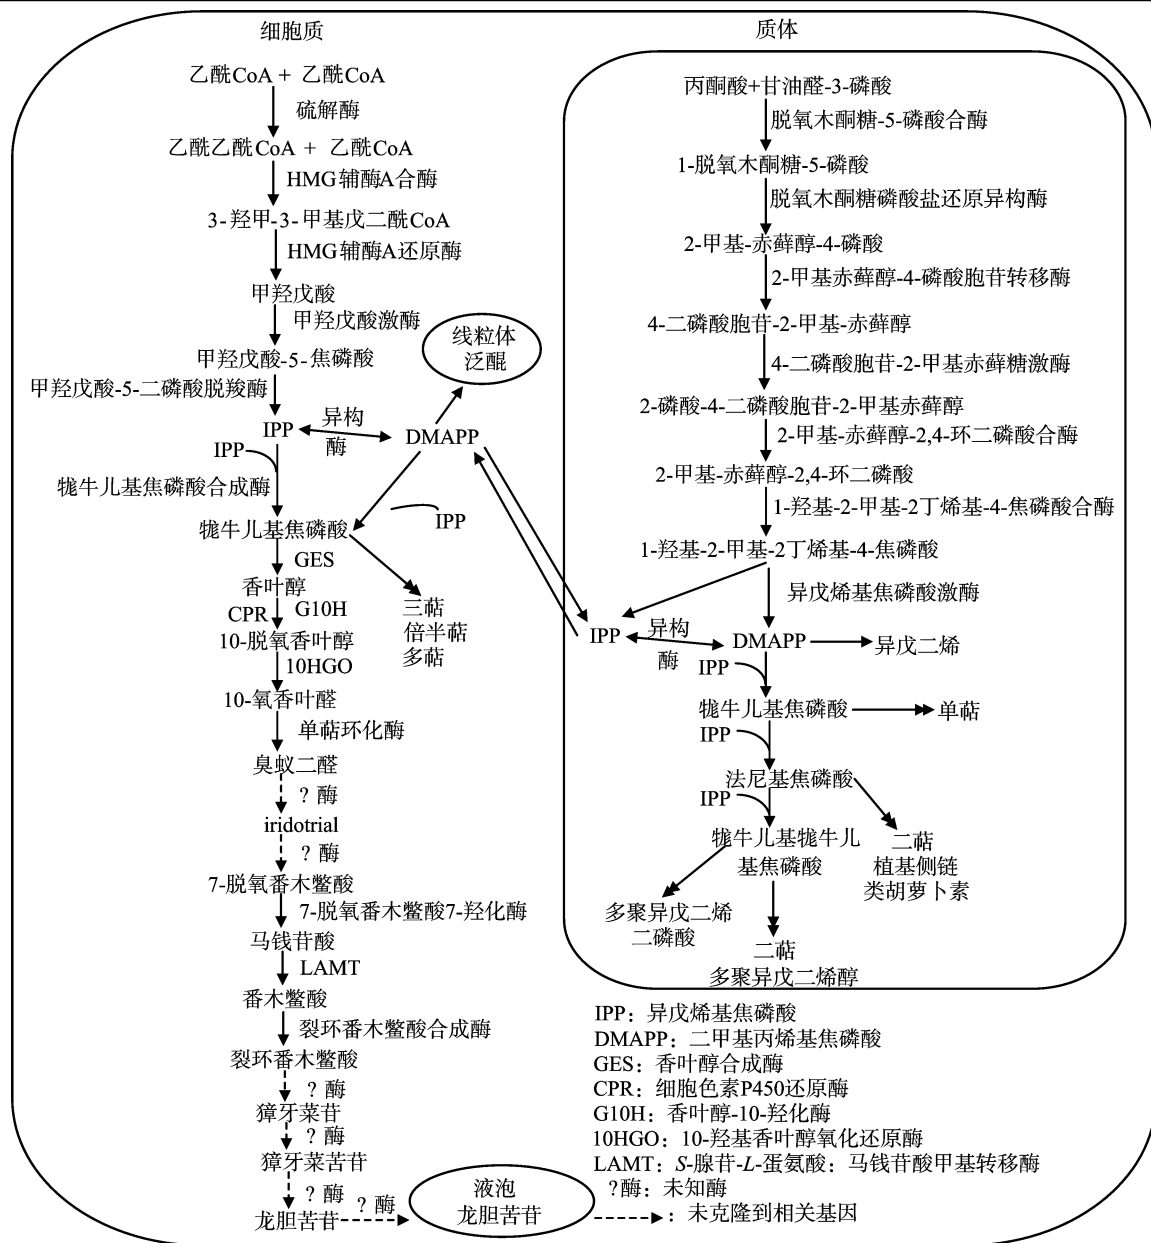 细胞质
乙酰CoA + 乙酰CoA
硫解酶
乙酰乙酰CoA + 乙酰CoA
HMG辅酶A合酶
3-羟甲-3-甲基戊二酰CoA
HMG辅酶A还原酶
甲羟戊酸
甲羟戊酸激酶
甲羟戊酸-5-焦磷酸
甲羟戊酸-5-二磷酸脱羧酶
线粒体
泛醌
IPP
异构
酶
DMAPP
IPP
牻牛儿基焦磷酸合成酶
牻牛儿基焦磷酸
IPP
GES
香叶醇
CPR
G10H
三萜
倍半萜
多萜
10-脱氧香叶醇
10HGO
10-氧香叶醛
单萜环化酶
臭蚁二醛
? 酶
iridotrial
? 酶
7-脱氧番木鳖酸
7-脱氧番木鳖酸7-羟化酶
马钱苷酸
LAMT
番木鳖酸
裂环番木鳖酸合成酶
裂环番木鳖酸
? 酶
獐牙菜苷
? 酶
獐牙菜苦苷
? 酶
龙胆苦苷
? 酶
液泡
龙胆苦苷
质体
丙酮酸+甘油醛-3-磷酸
脱氧木酮糖-5-磷酸合酶
1-脱氧木酮糖-5-磷酸
脱氧木酮糖磷酸盐还原异构酶
2-甲基-赤藓醇-4-磷酸
2-甲基赤藓醇-4-磷酸胞苷转移酶
4-二磷酸胞苷-2-甲基-赤藓醇
4-二磷酸胞苷-2-甲基赤藓糖激酶
2-磷酸-4-二磷酸胞苷-2-甲基赤藓醇
2-甲基-赤藓醇-2,4-环二磷酸合酶
2-甲基-赤藓醇-2,4-环二磷酸
1-羟基-2-甲基-2丁烯基-4-焦磷酸合酶
1-羟基-2-甲基-2丁烯基-4-焦磷酸
异戊烯基焦磷酸激酶
IPP
异构
酶
DMAPP
异戊二烯
IPP
牻牛儿基焦磷酸
单萜
IPP
法尼基焦磷酸
IPP
牻牛儿基牻牛儿
基焦磷酸
二萜
植基侧链
类胡萝卜素
多聚异戊二烯
二磷酸
二萜
多聚异戊二烯醇
IPP：异戊烯基焦磷酸
DMAPP：二甲基丙烯基焦磷酸
GES：香叶醇合成酶
CPR：细胞色素P450还原酶
G10H：香叶醇-10-羟化酶
10HGO：10-羟基香叶醇氧化还原酶
LAMT：S-腺苷-L-蛋氨酸：马钱苷酸甲基转移酶
?酶：未知酶
：未克隆到相关基因